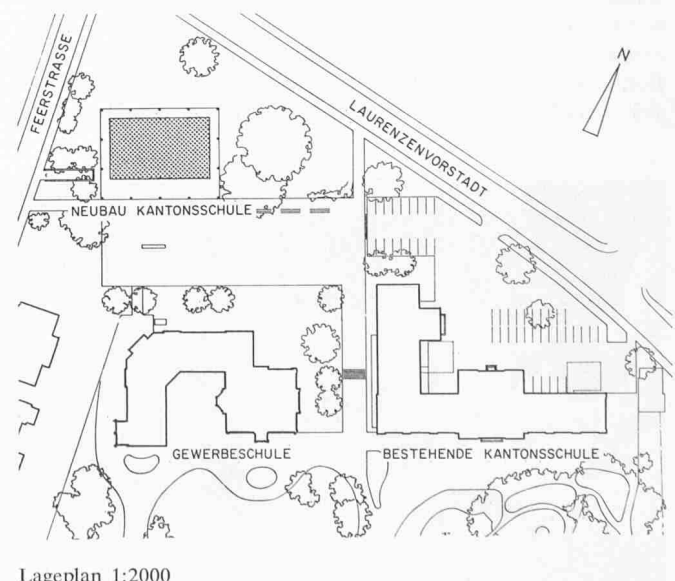 N
FEERSTRASSE
LAURENZENVORSTADT
NEUBAU KANTONSSCHULE
GEWERBESCHULE
BESTEHENDE KANTONSSCHULE
Lageplan 1:2000